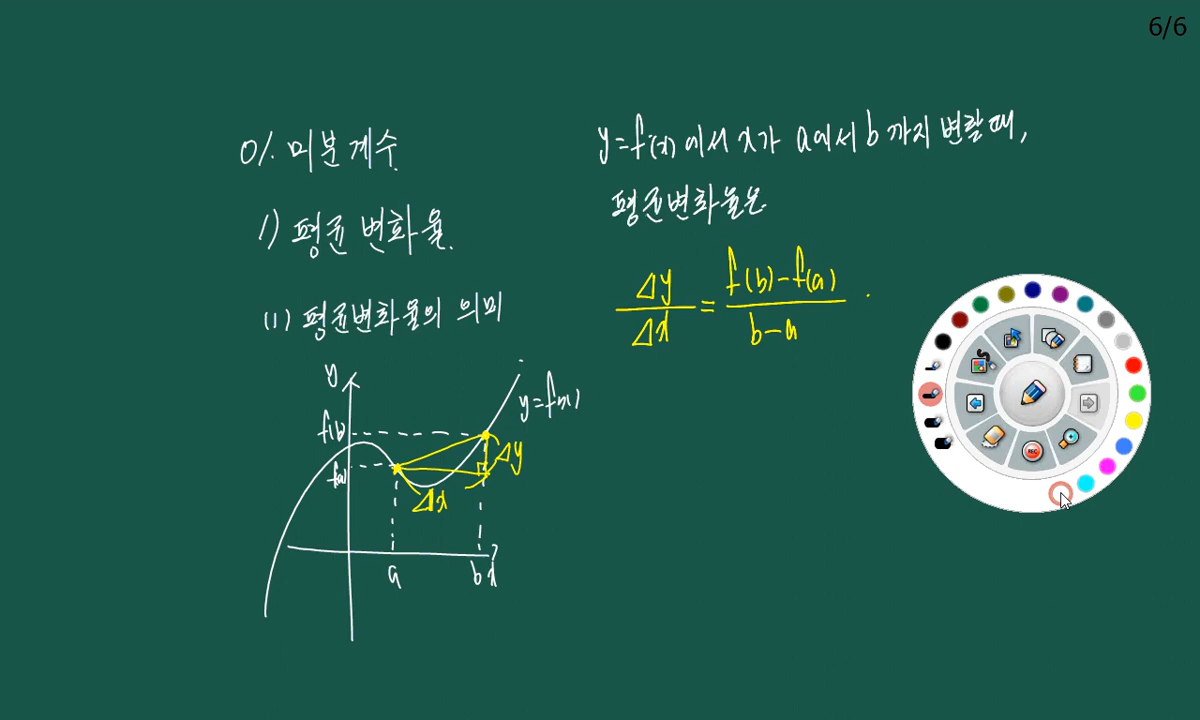 6/6
01. 미분계수.
1) 평균변화율.
(1) 평균변화율의 의미
y=f(x)에서 x가 a에서 b까지 변할 때,
평균변화율은
Δy/Δx = f(b)-f(a)/b-a .
y
y=f(x)
f(b)
f(a)
Δy
Δx
a
b
x
REC